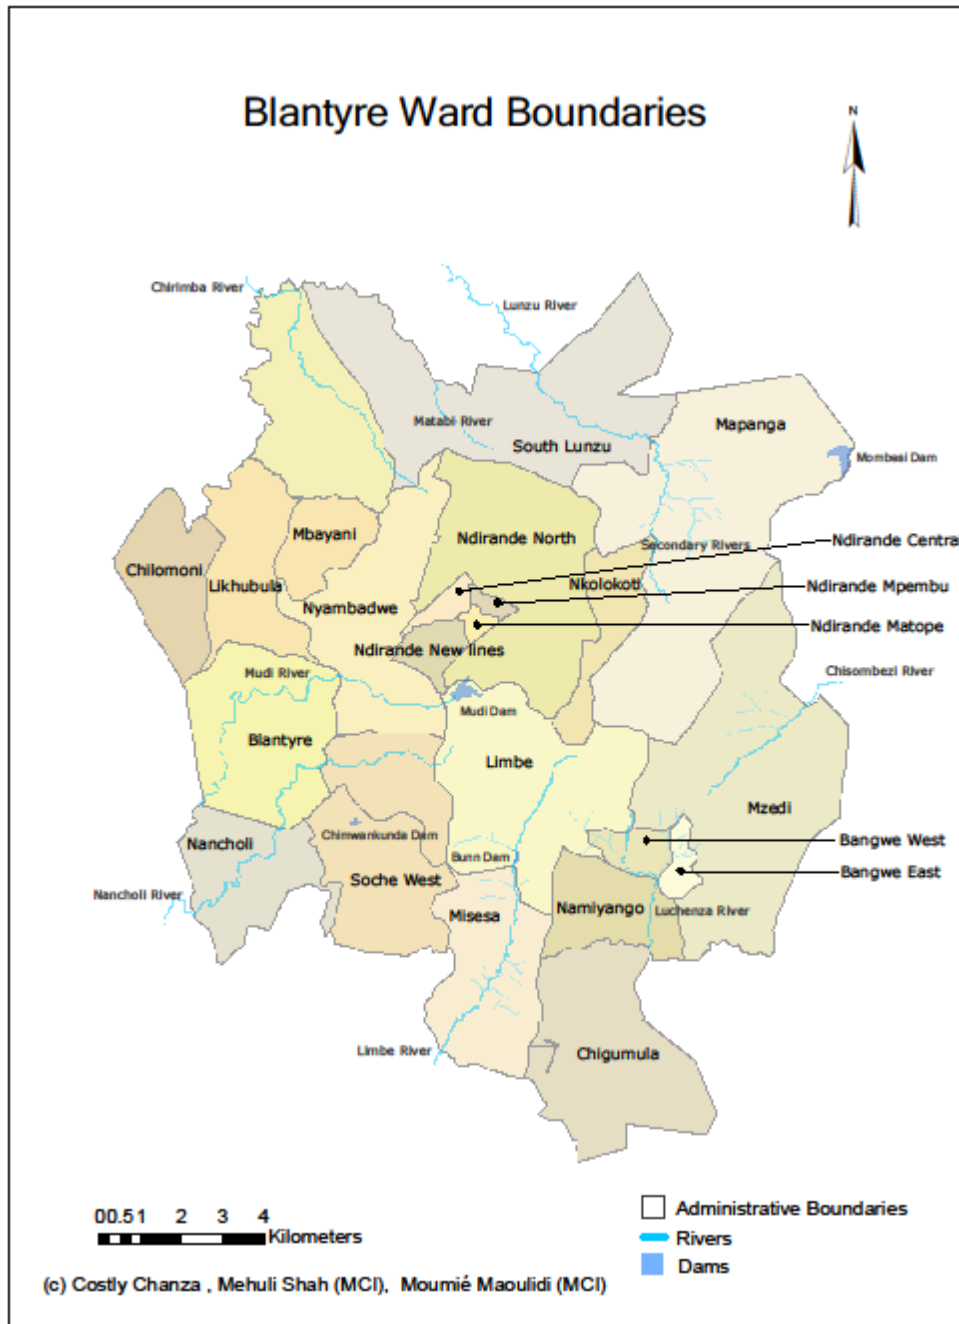 Blantyre Ward Boundaries
N
Chirimba River
Lunzu River
Matabi River
South Lunzu
Mapanga
Mombasi Dam
Mbayani
Ndirande North
Secondary Rivers
Ndirande Centra
Chilomoni
Likhubula
Nkolokoti
Ndirande Mpembu
Nyambadwe
Ndirande Matope
Ndirande New lines
Mudi River
Chisombezi River
Mudi Dam
Blantyre
Limbe
Mzedi
Nancholi
Chimwankunda Dam
Bangwe West
Bunn Dam
Bangwe East
Soche West
Nancholi River
Misesa
Namiyango
Luchenza River
Limbe River
Chigumula
00.51 2 3 4
Kilometers
Administrative Boundaries
Rivers
Dams
(c) Costly Chanza , Mehuli Shah (MCI), Moumié Maoulidi (MCI)